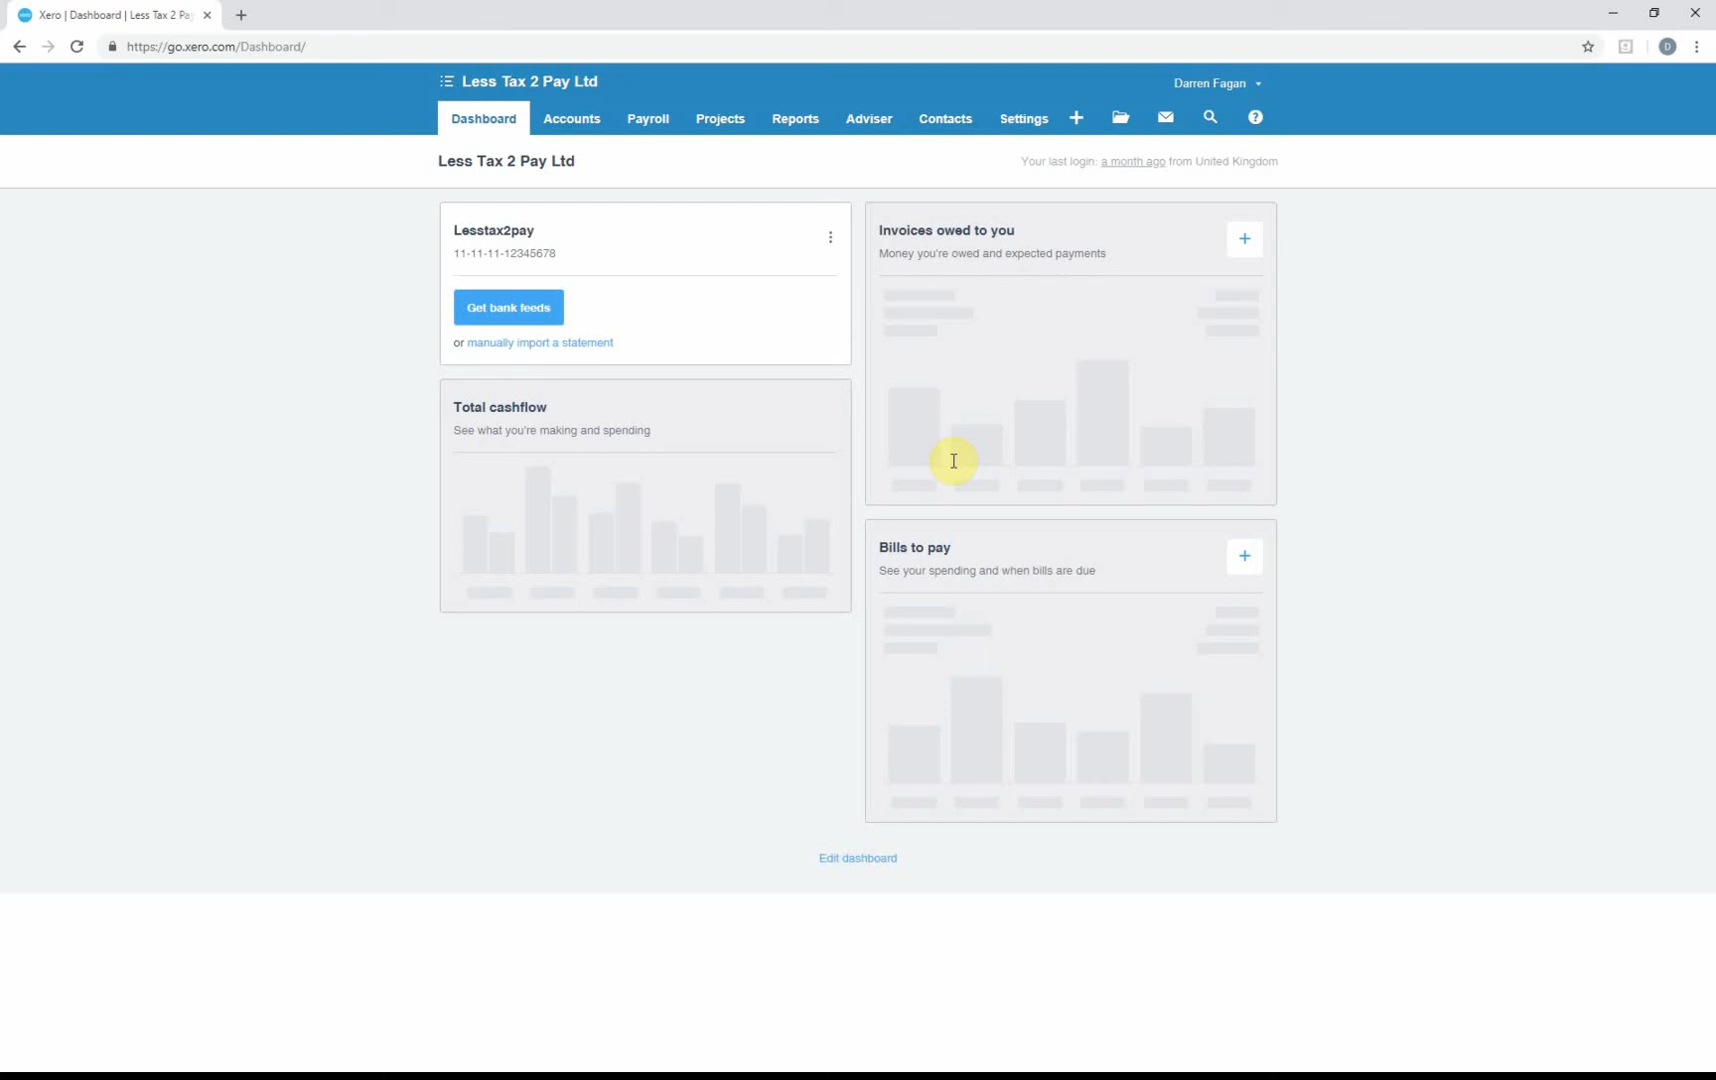 Xero | Dashboard | Less Tax 2 Pa
https://go.xero.com/Dashboard/
D
Less Tax 2 Pay Ltd
Darren Fagan
Dashboard Accounts Payroll Projects Reports Adviser Contacts Settings
Less Tax 2 Pay Ltd
Your last login: a month ago from United Kingdom
Lesstax2pay
11-11-11-12345678
Get bank feeds
or manually import a statement
Total cashflow
See what you're making and spending
Invoices owed to you
Money you're owed and expected payments
Bills to pay
See your spending and when bills are due
Edit dashboard